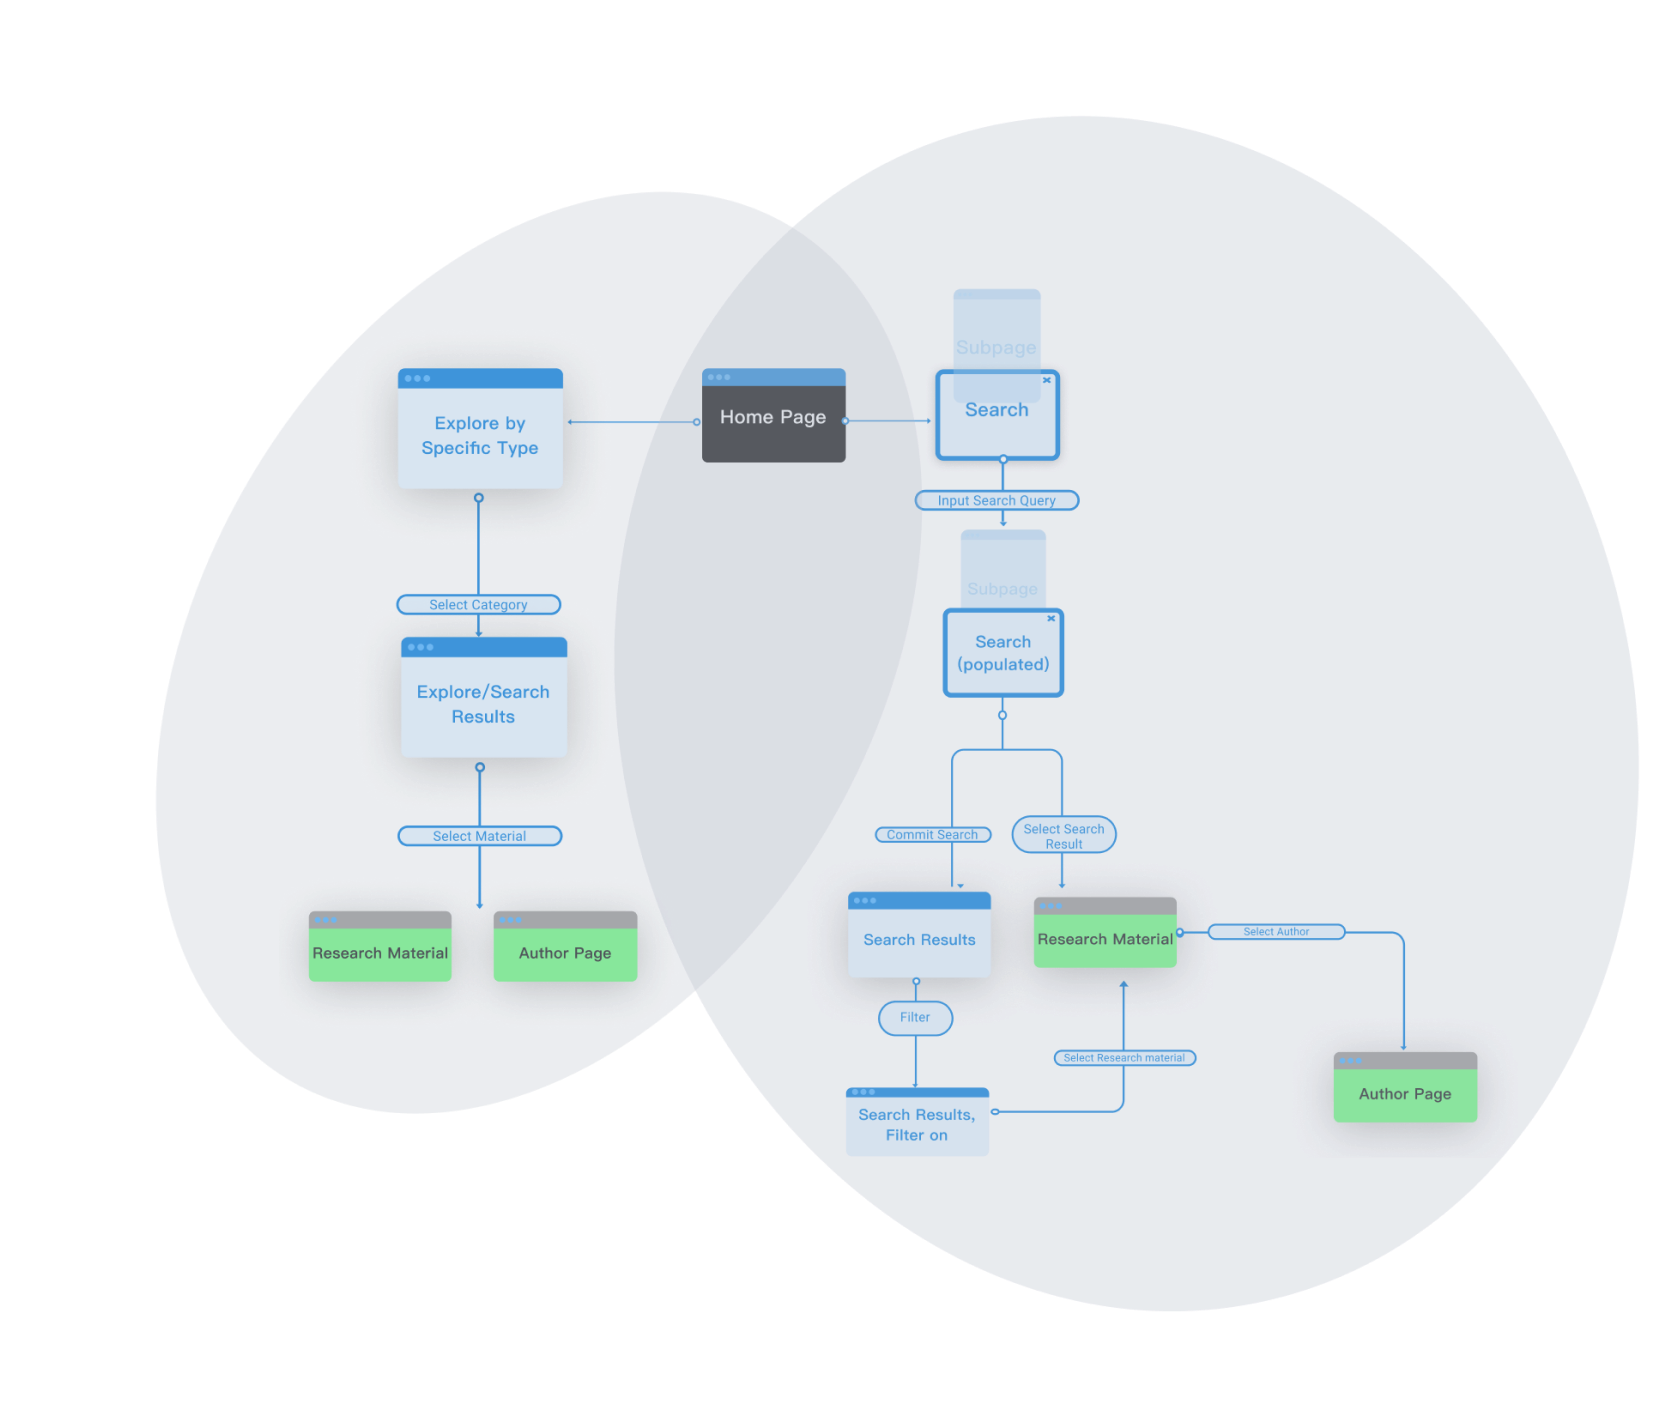 Subpage
Home Page
Search
Explore by
Specific Type
Input Search Query
Subpage
Select Category
Search
(populated)
Explore/Search
Results
Select Material
Commit Search
Select Search
Result
Research Material
Author Page
Search Results
Research Material
Select Author
Filter
Select Research material
Author Page
Search Results,
Filter on